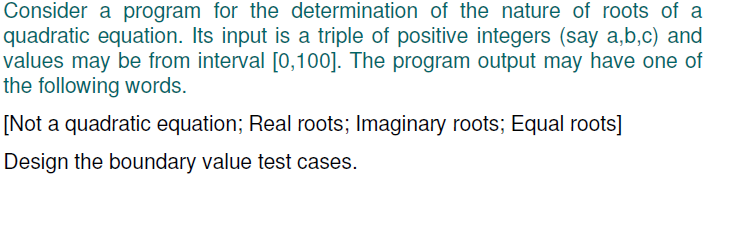 Consider a program for the determination of the nature of roots of a
quadratic equation. Its input is a triple of positive integers (say a,b,c) and
values may be from interval [0,100]. The program output may have one of
the following words.
[Not a quadratic equation; Real roots; Imaginary roots; Equal roots]
Design the boundary value test cases.